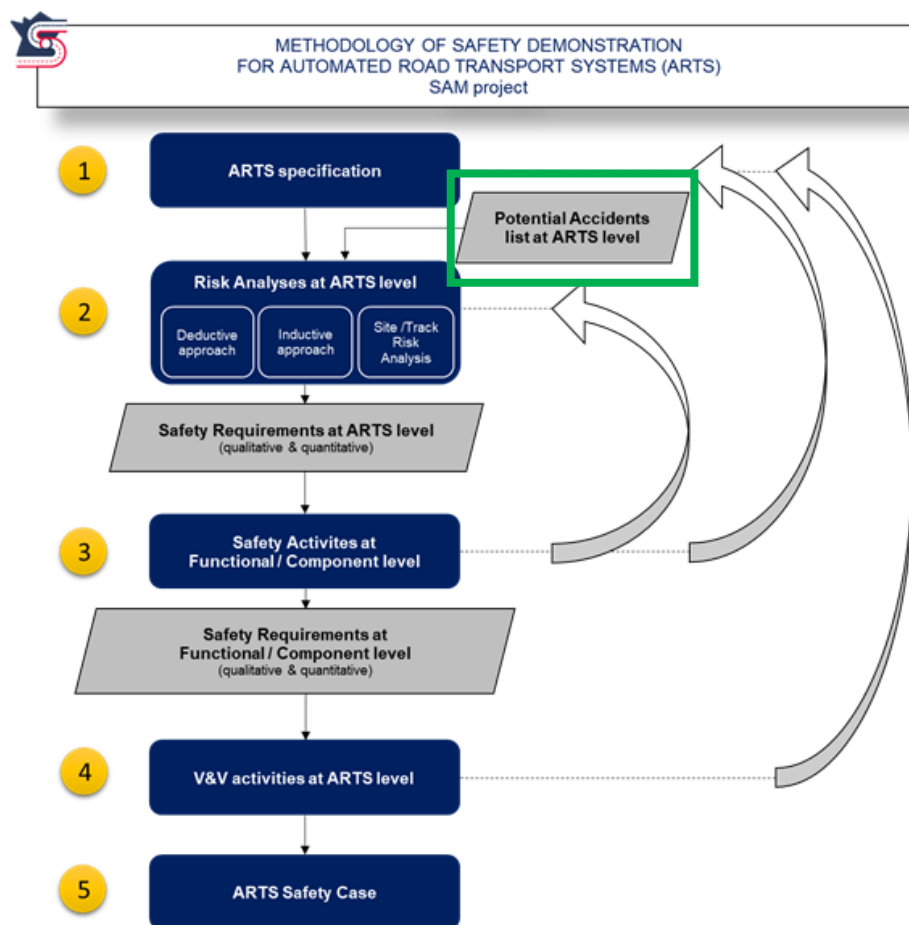 METHODOLOGY OF SAFETY DEMONSTRATION
FOR AUTOMATED ROAD TRANSPORT SYSTEMS (ARTS)
SAM project
1
ARTS specification
Potential Accidents
list at ARTS level
2
Risk Analyses at ARTS level
Deductive
approach
Inductive
approach
Site /Track
Risk
Analysis
Safety Requirements at ARTS level
(qualitative & quantitative)
3
Safety Activites at
Functional / Component level
Safety Requirements at
Functional / Component level
(qualitative & quantitative)
4
V&V activities at ARTS level
5
ARTS Safety Case